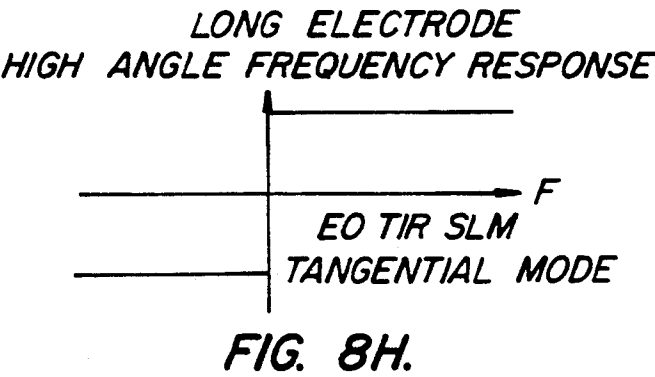 LONG ELECTRODE
HIGH ANGLE FREQUENCY RESPONSE
F
EO TIR SLM
TANGENTIAL MODE
FIG. 8H.